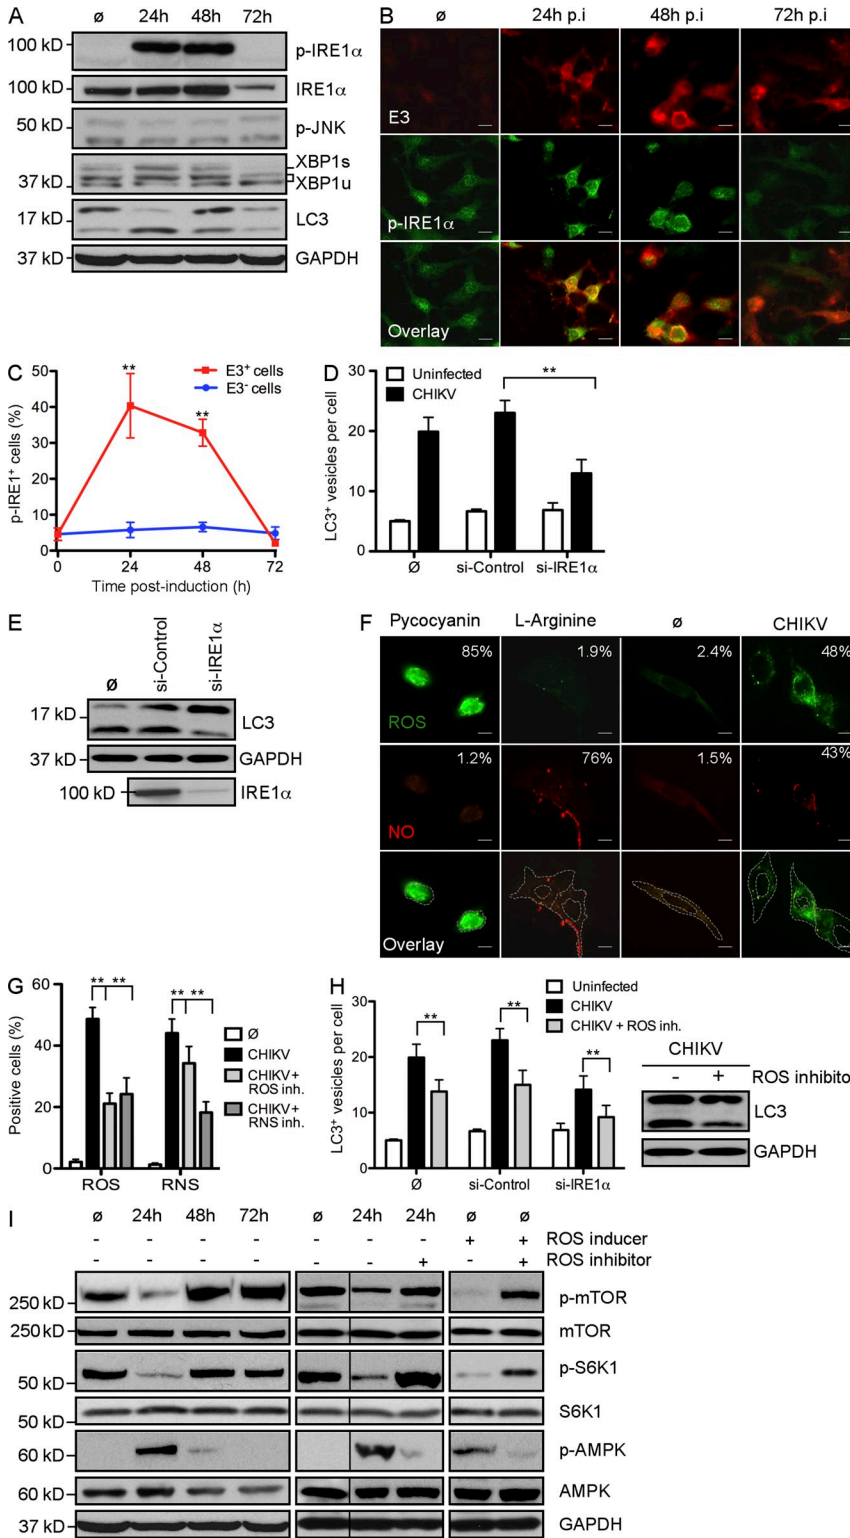 A
ø 24h 48h 72h
100 kD p-IRE1α
100 kD IRE1α
50 kD p-JNK
XBP1s
37 kD XBP1u
17 kD LC3
37 kD GAPDH
B
ø 24h p.i 48h p.i 72h p.i
E3
p-IRE1α
Overlay
C
p-IRE1+ cells (%)
50
40
30
20
10
0
** **
E3+ cells
E3- cells
0 24 48 72
Time post-induction (h)
D
LC3+ vesicles per cell
30
20
10
0
Uninfected
CHIKV
**
Ø si-Control si-IRE1α
E
Ø si-Control si-IRE1α
17 kD LC3
37 kD GAPDH
100 kD IRE1α
F
Pycocyanin L-Arginine ø CHIKV
85% 1.9% 2.4% 48%
ROS
1.2% 76% 1.5% 43%
NO
Overlay
G
Positive cells (%)
60
40
20
0
** ** ** **
Ø
CHIKV
CHIKV+
ROS inh.
CHIKV+
RNS inh.
ROS RNS
H
LC3+ vesicles per cell
30
20
10
0
Uninfected
CHIKV
CHIKV + ROS inh.
** ** **
Ø si-Control si-IRE1α
CHIKV
- + ROS inhibitor
LC3
GAPDH
I
ø 24h 48h 72h ø 24h 24h ø ø
- - - - - - - + + ROS inducer
- - - - - - + - + ROS inhibitor
250 kD p-mTOR
250 kD mTOR
50 kD p-S6K1
50 kD S6K1
60 kD p-AMPK
60 kD AMPK
37 kD GAPDH